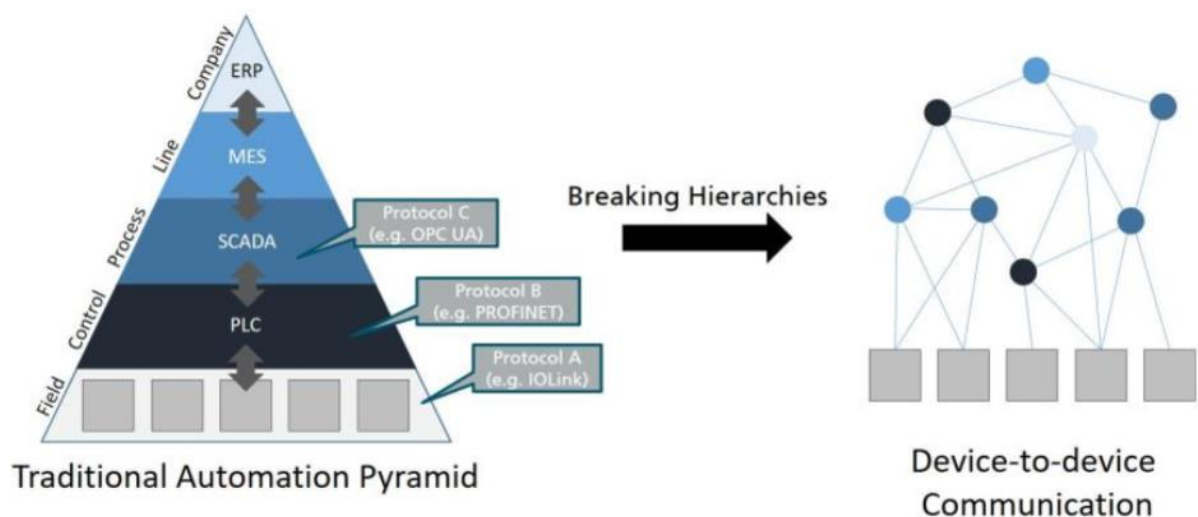 Company
ERP
Line
MES
Process
SCADA
Protocol C
(e.g. OPC UA)
Control
PLC
Protocol B
(e.g. PROFINET)
Field
Protocol A
(e.g. IOLink)
Traditional Automation Pyramid
Breaking Hierarchies
Device-to-device
Communication